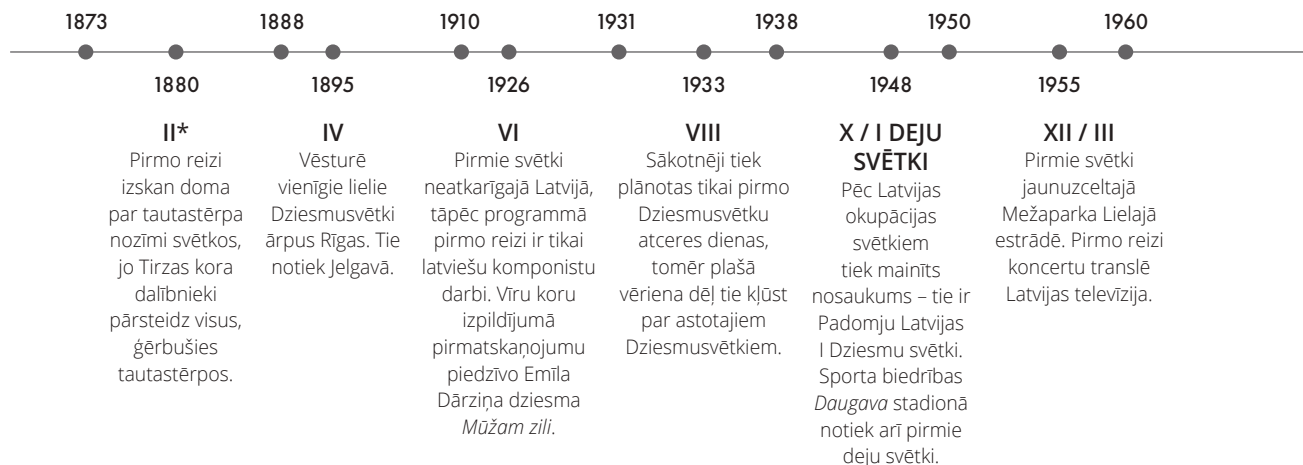 1873 1888 1910 1931 1938 1950 1960
1880 1895 1926 1933 1948 1955
II*
Pirmo reizi
izskan doma
par tautastērpa
nozīmi svētkos,
jo Tirzas kora
dalībnieki
pārsteidz visus,
ģērbušies
tautastērpos.
IV
Vēsturē
vienīgie lielie
Dziesmusvētki
ārpus Rīgas. Tie
notiek Jelgavā.
VI
Pirmie svētki
neatkarīgajā Latvijā,
tāpēc programmā
pirmo reizi ir tikai
latviešu komponistu
darbi. Vīru koru
izpildījumā
pirmatskaņojumu
piedzīvo Emīla
Dārziņa dziesma
Mūžam zili.
VIII
Sākotnēji tiek
plānotas tikai pirmo
Dziesmusvētku
atceres dienas,
tomēr plašā
vēriena dēļ tie kļūst
par astotajiem
Dziesmusvētkiem.
X / I DEJU
SVĒTKI
Pēc Latvijas
okupācijas
svētkiem
tiek mainīts
nosaukums – tie ir
Padomju Latvijas
I Dziesmu svētki.
Sporta biedrības
Daugava stadionā
notiek arī pirmie
deju svētki.
XII / III
Pirmie svētki
jaunuzceltajā
Mežaparka Lielajā
estrādē. Pirmo reizi
koncertu translē
Latvijas televīzija.